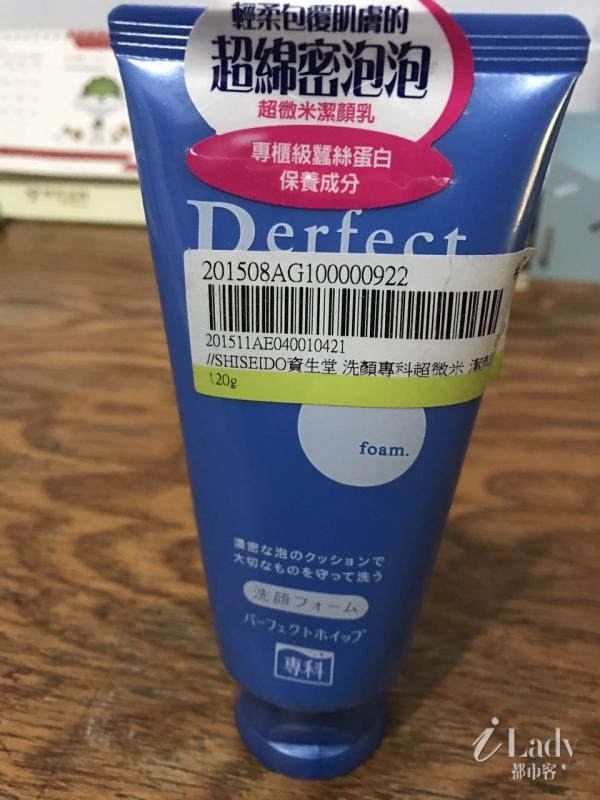 輕柔包覆肌膚的
超綿密泡泡
超微米潔顏乳
專櫃級蠶絲蛋白
保養成分
Perfect
201508AG100000922
201511AE040010421
//SHISEIDO資生堂 洗顏專科超微米 潔
120g
foam.
濃密な泡のクッションで
大切なものを守って洗う
洗顔フォーム
パーフェクトホイップ
専科
iLady
都市客